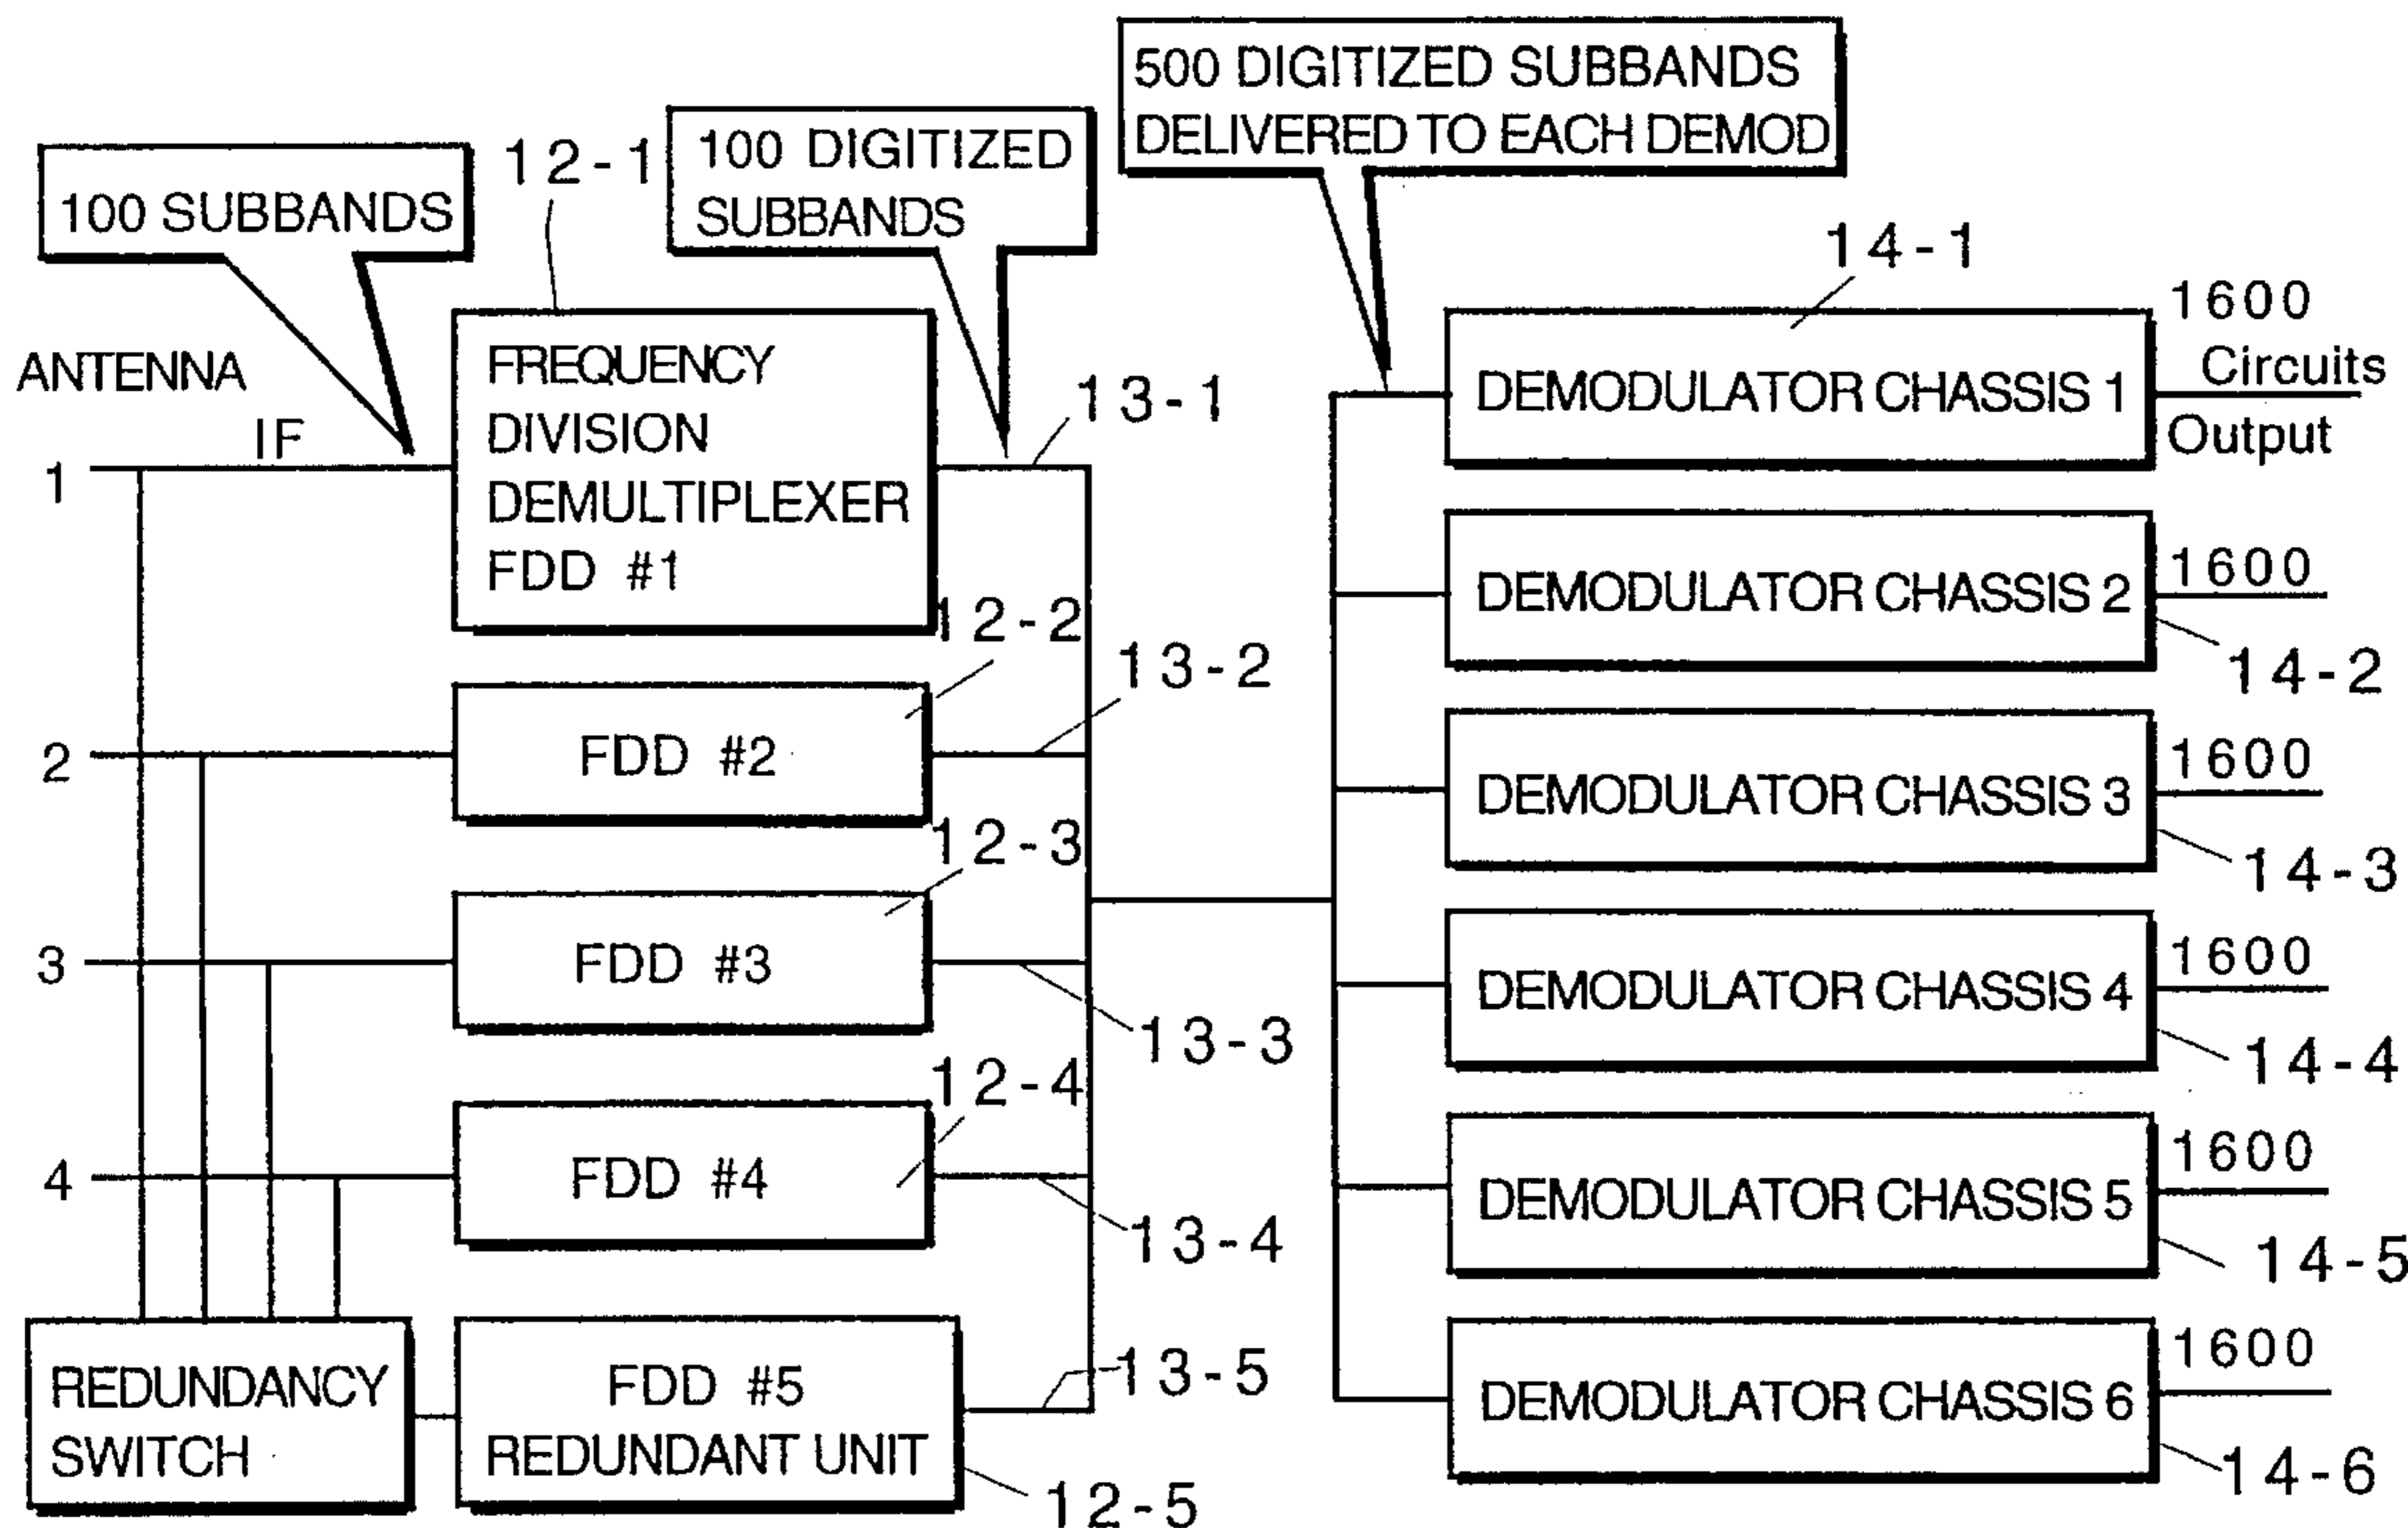 500 DIGITIZED SUBBANDS
DELIVERED TO EACH DEMOD
100 DIGITIZED
SUBBANDS
12-1
100 SUBBANDS
14-1
ANTENNA
IF
1
FREQUENCY
DIVISION
DEMULTIPLEXER
FDD #1
13-1
DEMODULATOR CHASSIS 1
1600
Circuits
Output
12-2
2
FDD #2
13-2
DEMODULATOR CHASSIS 2
1600
14-2
12-3
3
FDD #3
13-3
DEMODULATOR CHASSIS 3
1600
14-3
12-4
4
FDD #4
13-4
DEMODULATOR CHASSIS 4
1600
14-4
DEMODULATOR CHASSIS 5
1600
14-5
REDUNDANCY
SWITCH
FDD #5
REDUNDANT UNIT
13-5
12-5
DEMODULATOR CHASSIS 6
1600
14-6